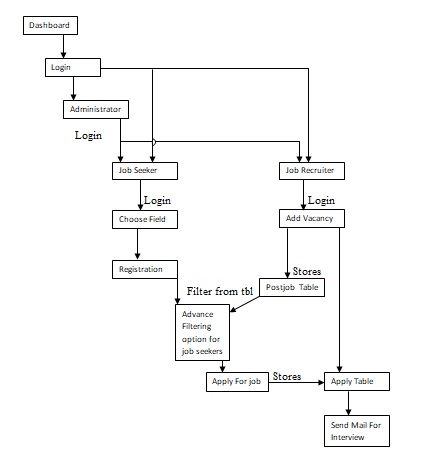 Dashboard
Login
Administrator
Login
Job Seeker
Job Recruiter
Login
Login
Choose Field
Add Vacancy
Registration
Stores
Postjob Table
Filter from tbl
Advance
Filtering
option for
job seekers
Apply For job
Stores
Apply Table
Send Mail For
Interview